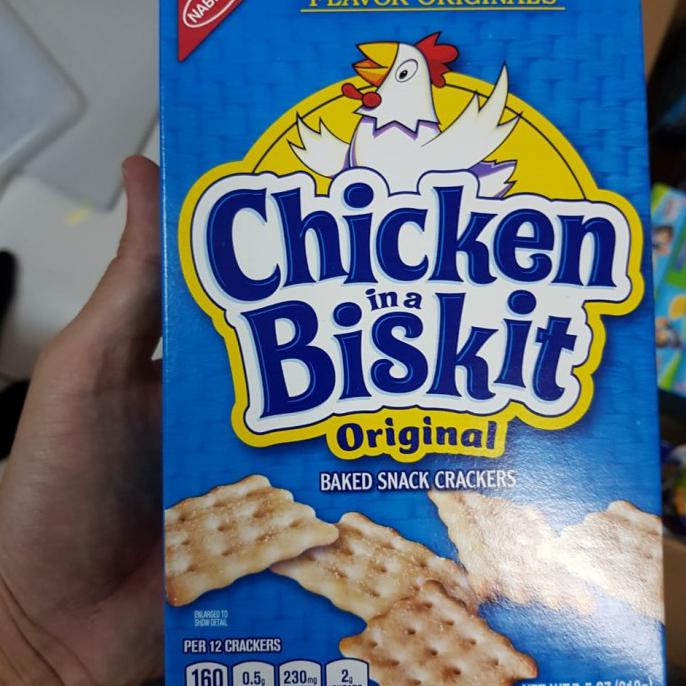 FLAVOR ORIGINALS
Chicken
in a
Biskit
Original
BAKED SNACK CRACKERS
ENLARGED TO
SHOW DETAIL
PER 12 CRACKERS
160 0.5g 230mg 2g